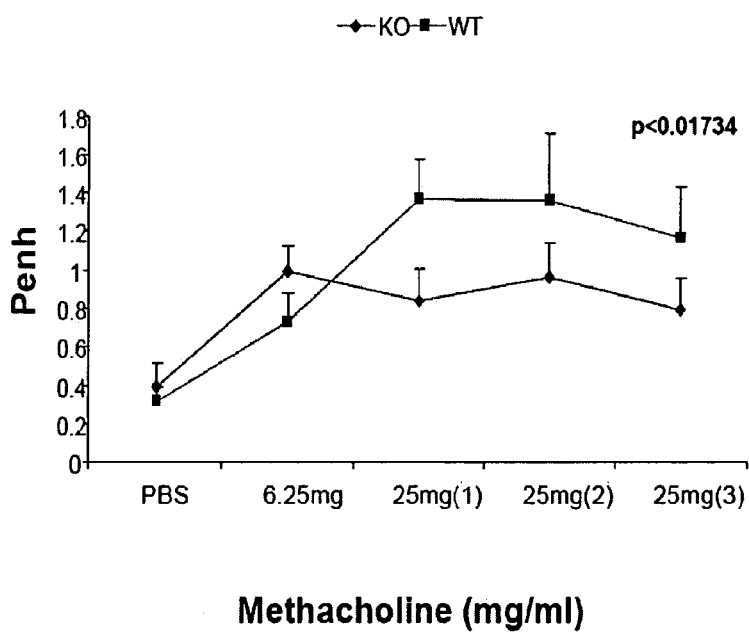 KO WT
p<0.01734
Penh
1.8
1.6
1.4
1.2
1
0.8
0.6
0.4
0.2
0
PBS 6.25mg 25mg(1) 25mg(2) 25mg(3)
Methacholine (mg/ml)